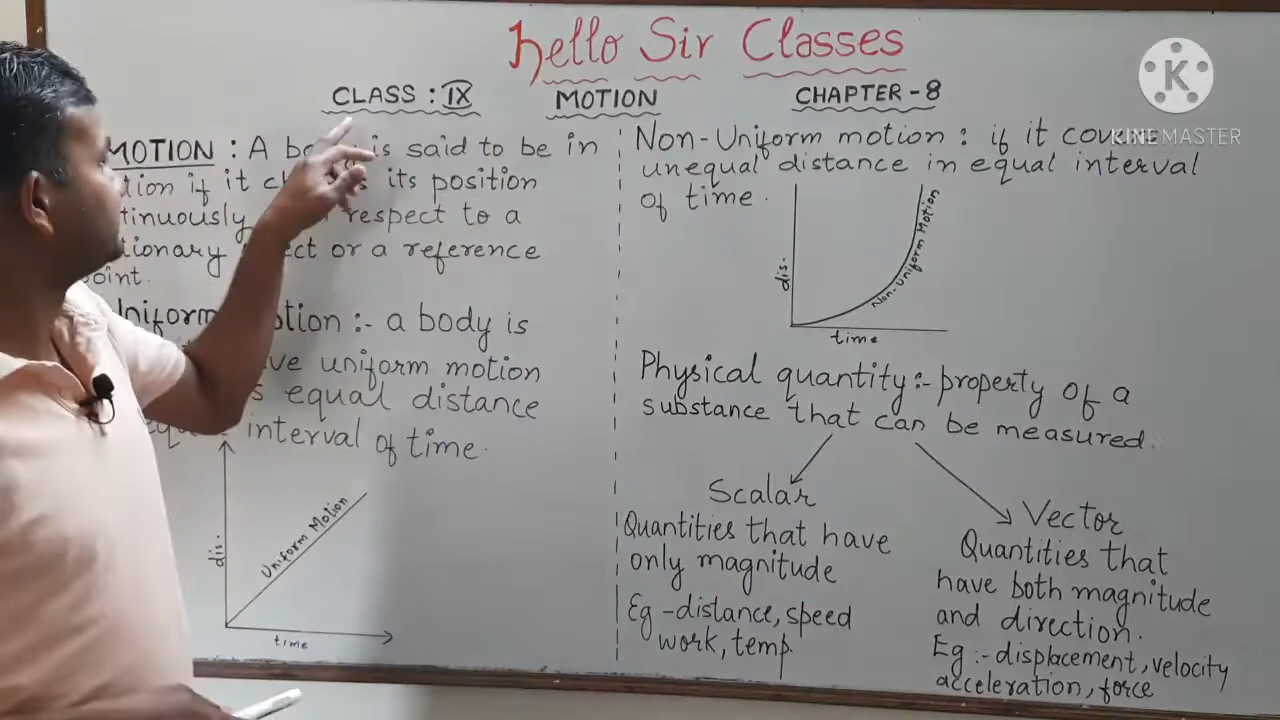 hello Sir Classes
CLASS : IX MOTION CHAPTER - 8
KINEMASTER
MOTION : A is said to be in
if it its position
respect to a
or a reference
point.
Uniform :- a body is
uniform motion
equal distance
interval of time.
dis.
Uniform Motion
time
Non-Uniform motion : if it
unequal distance in equal interval
of time.
dis.
Non-Uniform Motion
time
Physical quantity:- property of a
substance that can be measured.
Scalar
Quantities that have
only magnitude
Eg - distance, speed
work, temp.
Vector
Quantities that
have both magnitude
and direction.
Eg :- displacement, velocity
acceleration, force